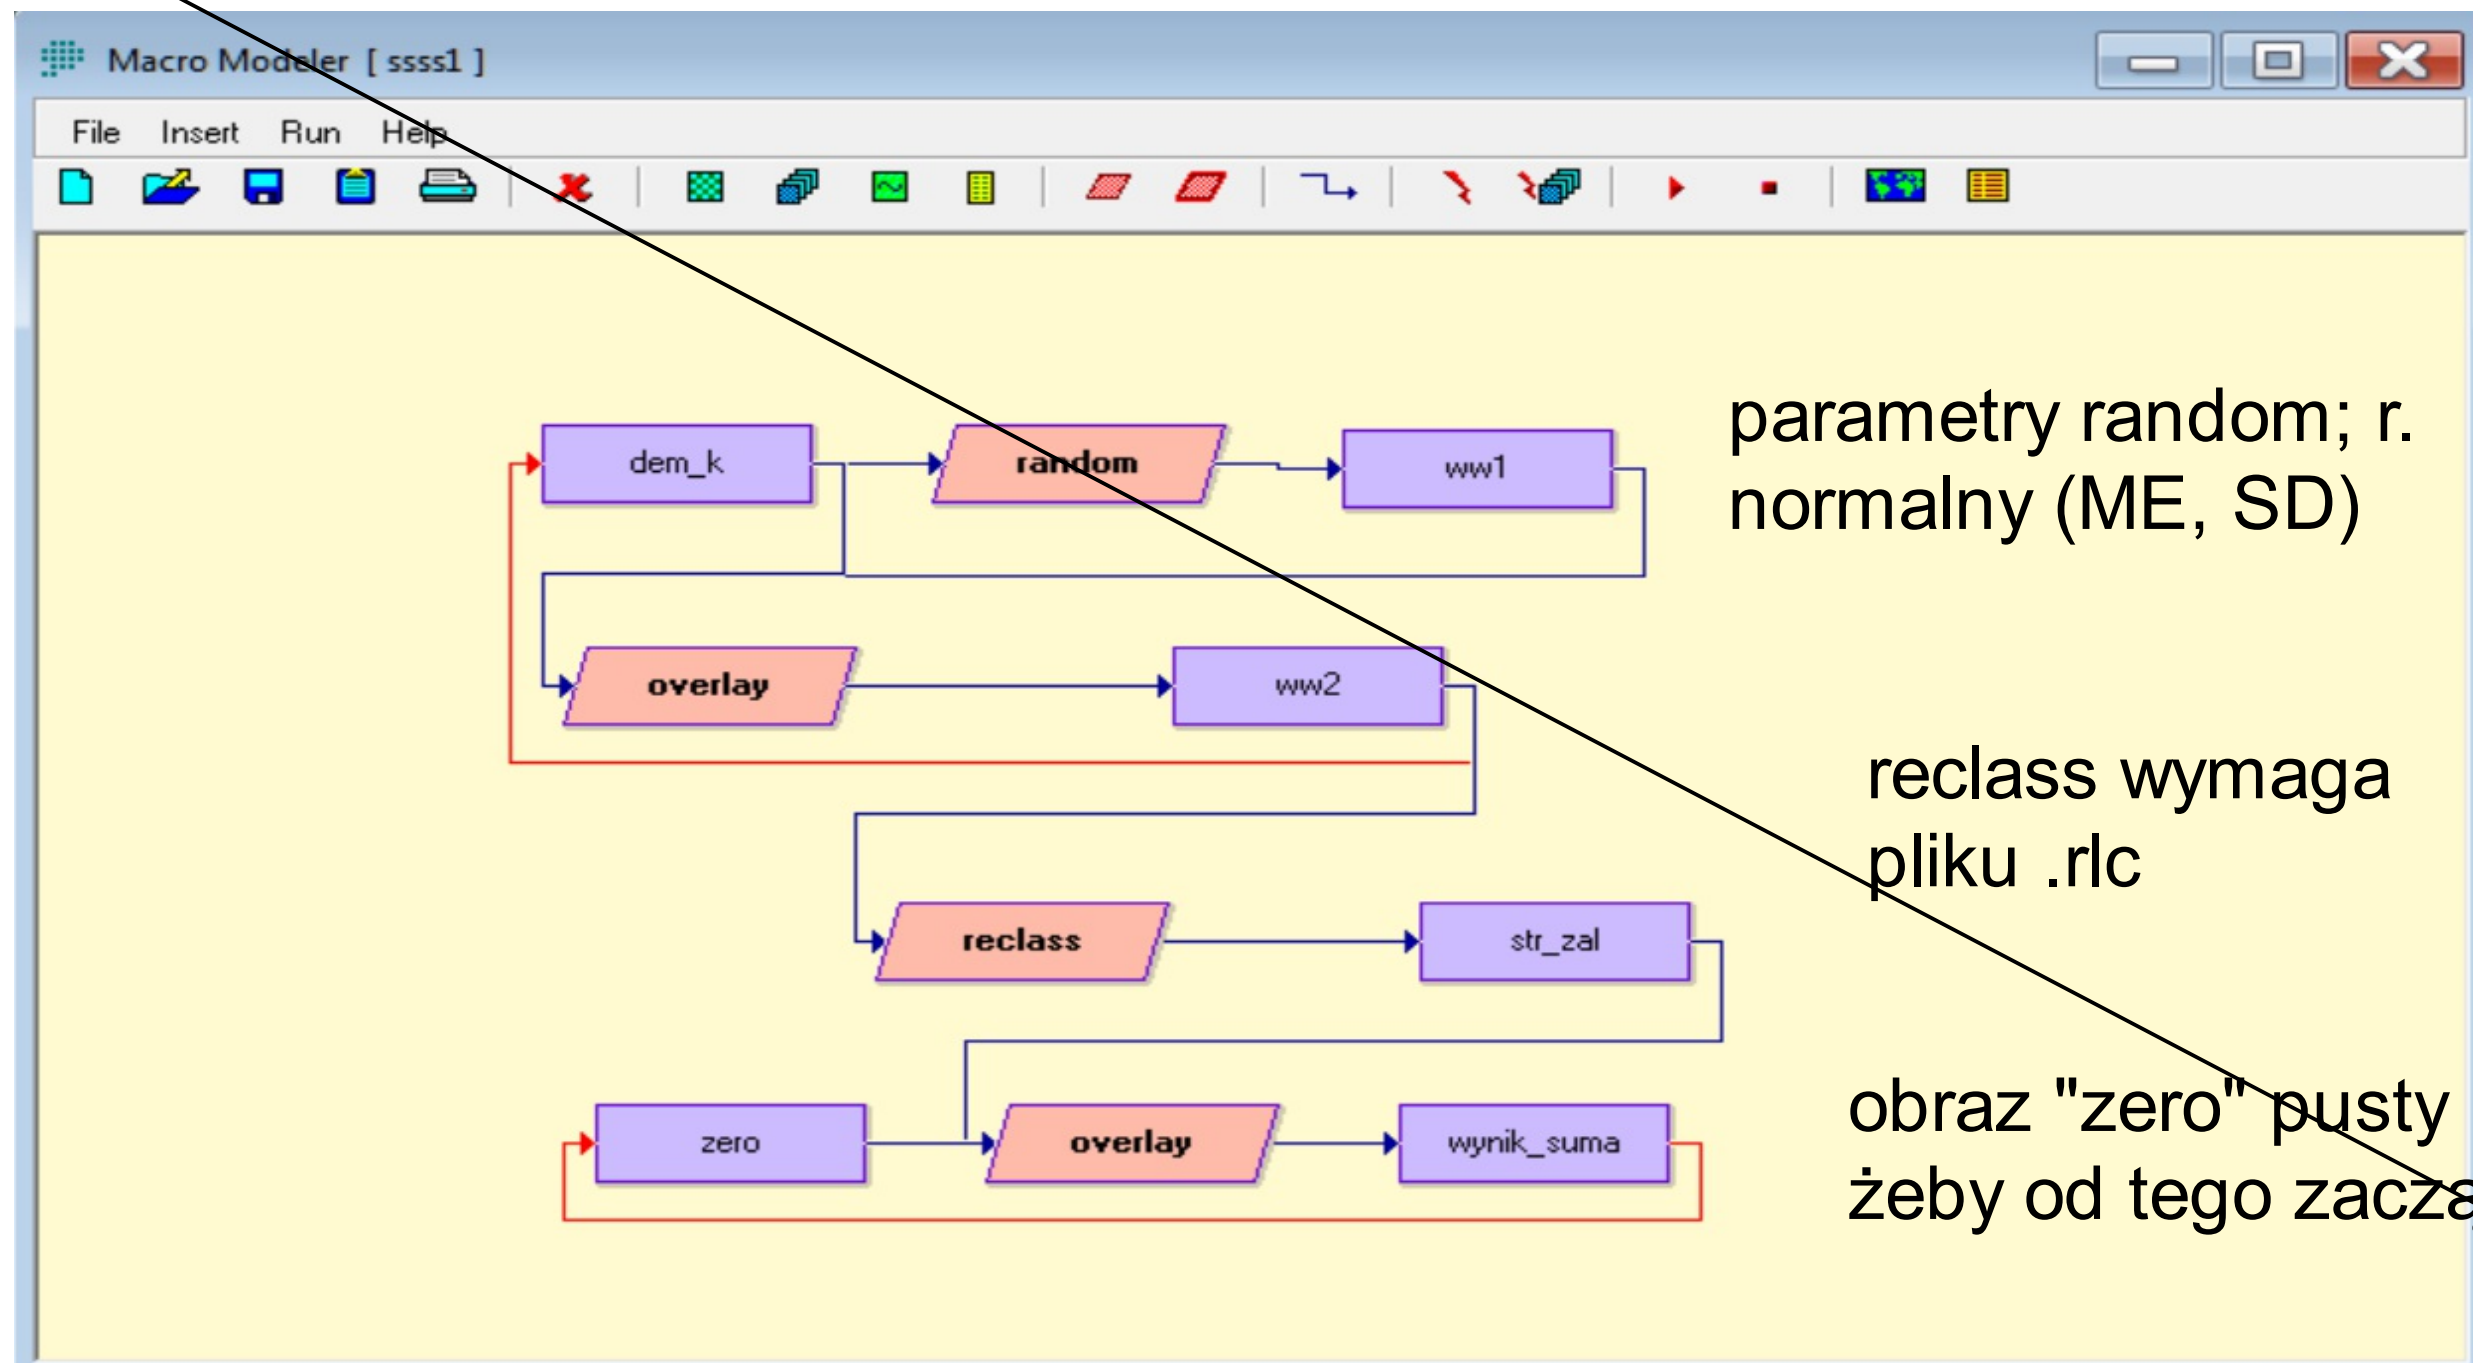 Macro Modeler [ ssss1 ]
File Insert Run Help
dem_k random ww1
parametry random; r.
normalny (ME, SD)
overlay ww2
reclass wymaga
pliku .rlc
reclass str_zal
obraz "zero" pusty
żeby od tego
zero overlay wynik_suma